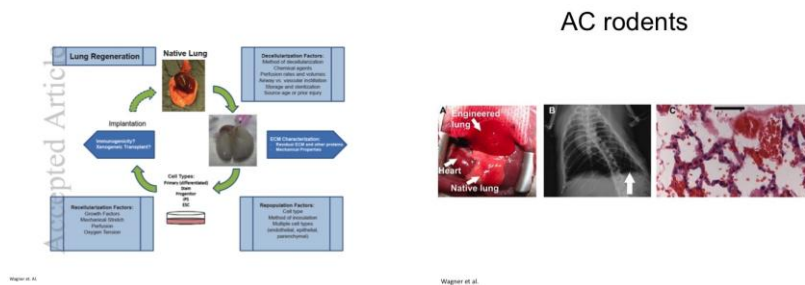 AC rodents
Lung Regeneration
Native Lung
Decellularization Factors:
Method of decellularization
Chemical agents
Perfusion rates and volumes
Airway vs. vascular instillation
Storage and sterilization
Source age or prior injury
Implantation
Immunogenicity?
Xenogeneic Transplant?
ECM Characterization:
Residual ECM and other proteins
Mechanical Properties
Cell Types:
Primary (differentiated)
Stem
Progenitor
iPS
ESC
Recellularization Factors:
Growth Factors
Mechanical Stretch
Perfusion
Oxygen Tension
Repopulation Factors:
Cell type
Method of inoculation
Multiple cell types
(endothelial, epithelial,
parenchymal)
Accepted Article
Wagner et. Al.
A
Engineered
lung
Heart
Native lung
B
C
Wagner et al.